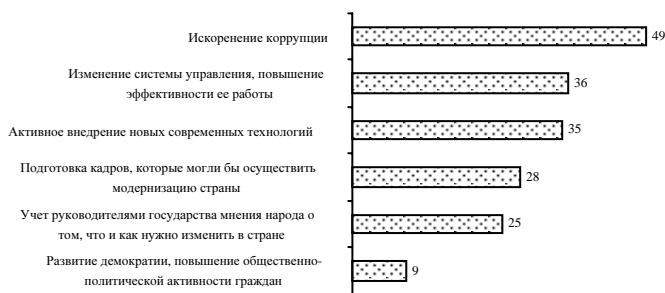 Искоренение коррупции
49
Изменение системы управления, повышение
эффективности ее работы
36
Активное внедрение новых современных технологий
35
Подготовка кадров, которые могли бы осуществить
модернизацию страны
28
Учет руководителями государства мнения народа о
том, что и как нужно изменить в стране
25
Развитие демократии, повышение общественно-
политической активности граждан
9